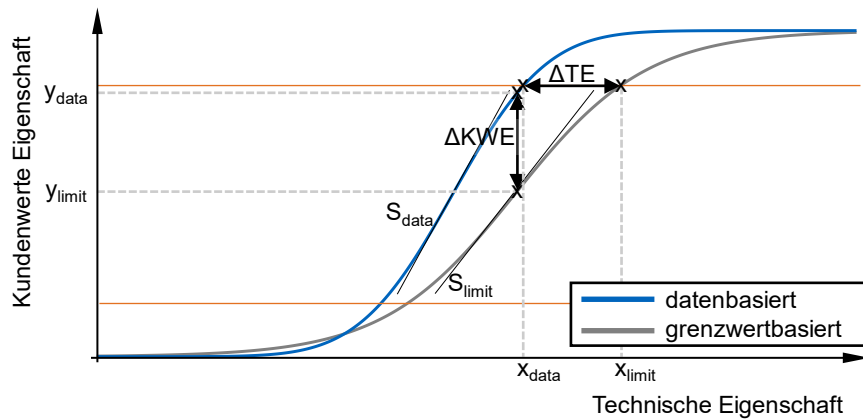 Kundenwerte Eigenschaft
y_data
y_limit
ΔTE
ΔKWE
S_data
S_limit
datenbasiert
grenzwertbasiert
x_data
x_limit
Technische Eigenschaft